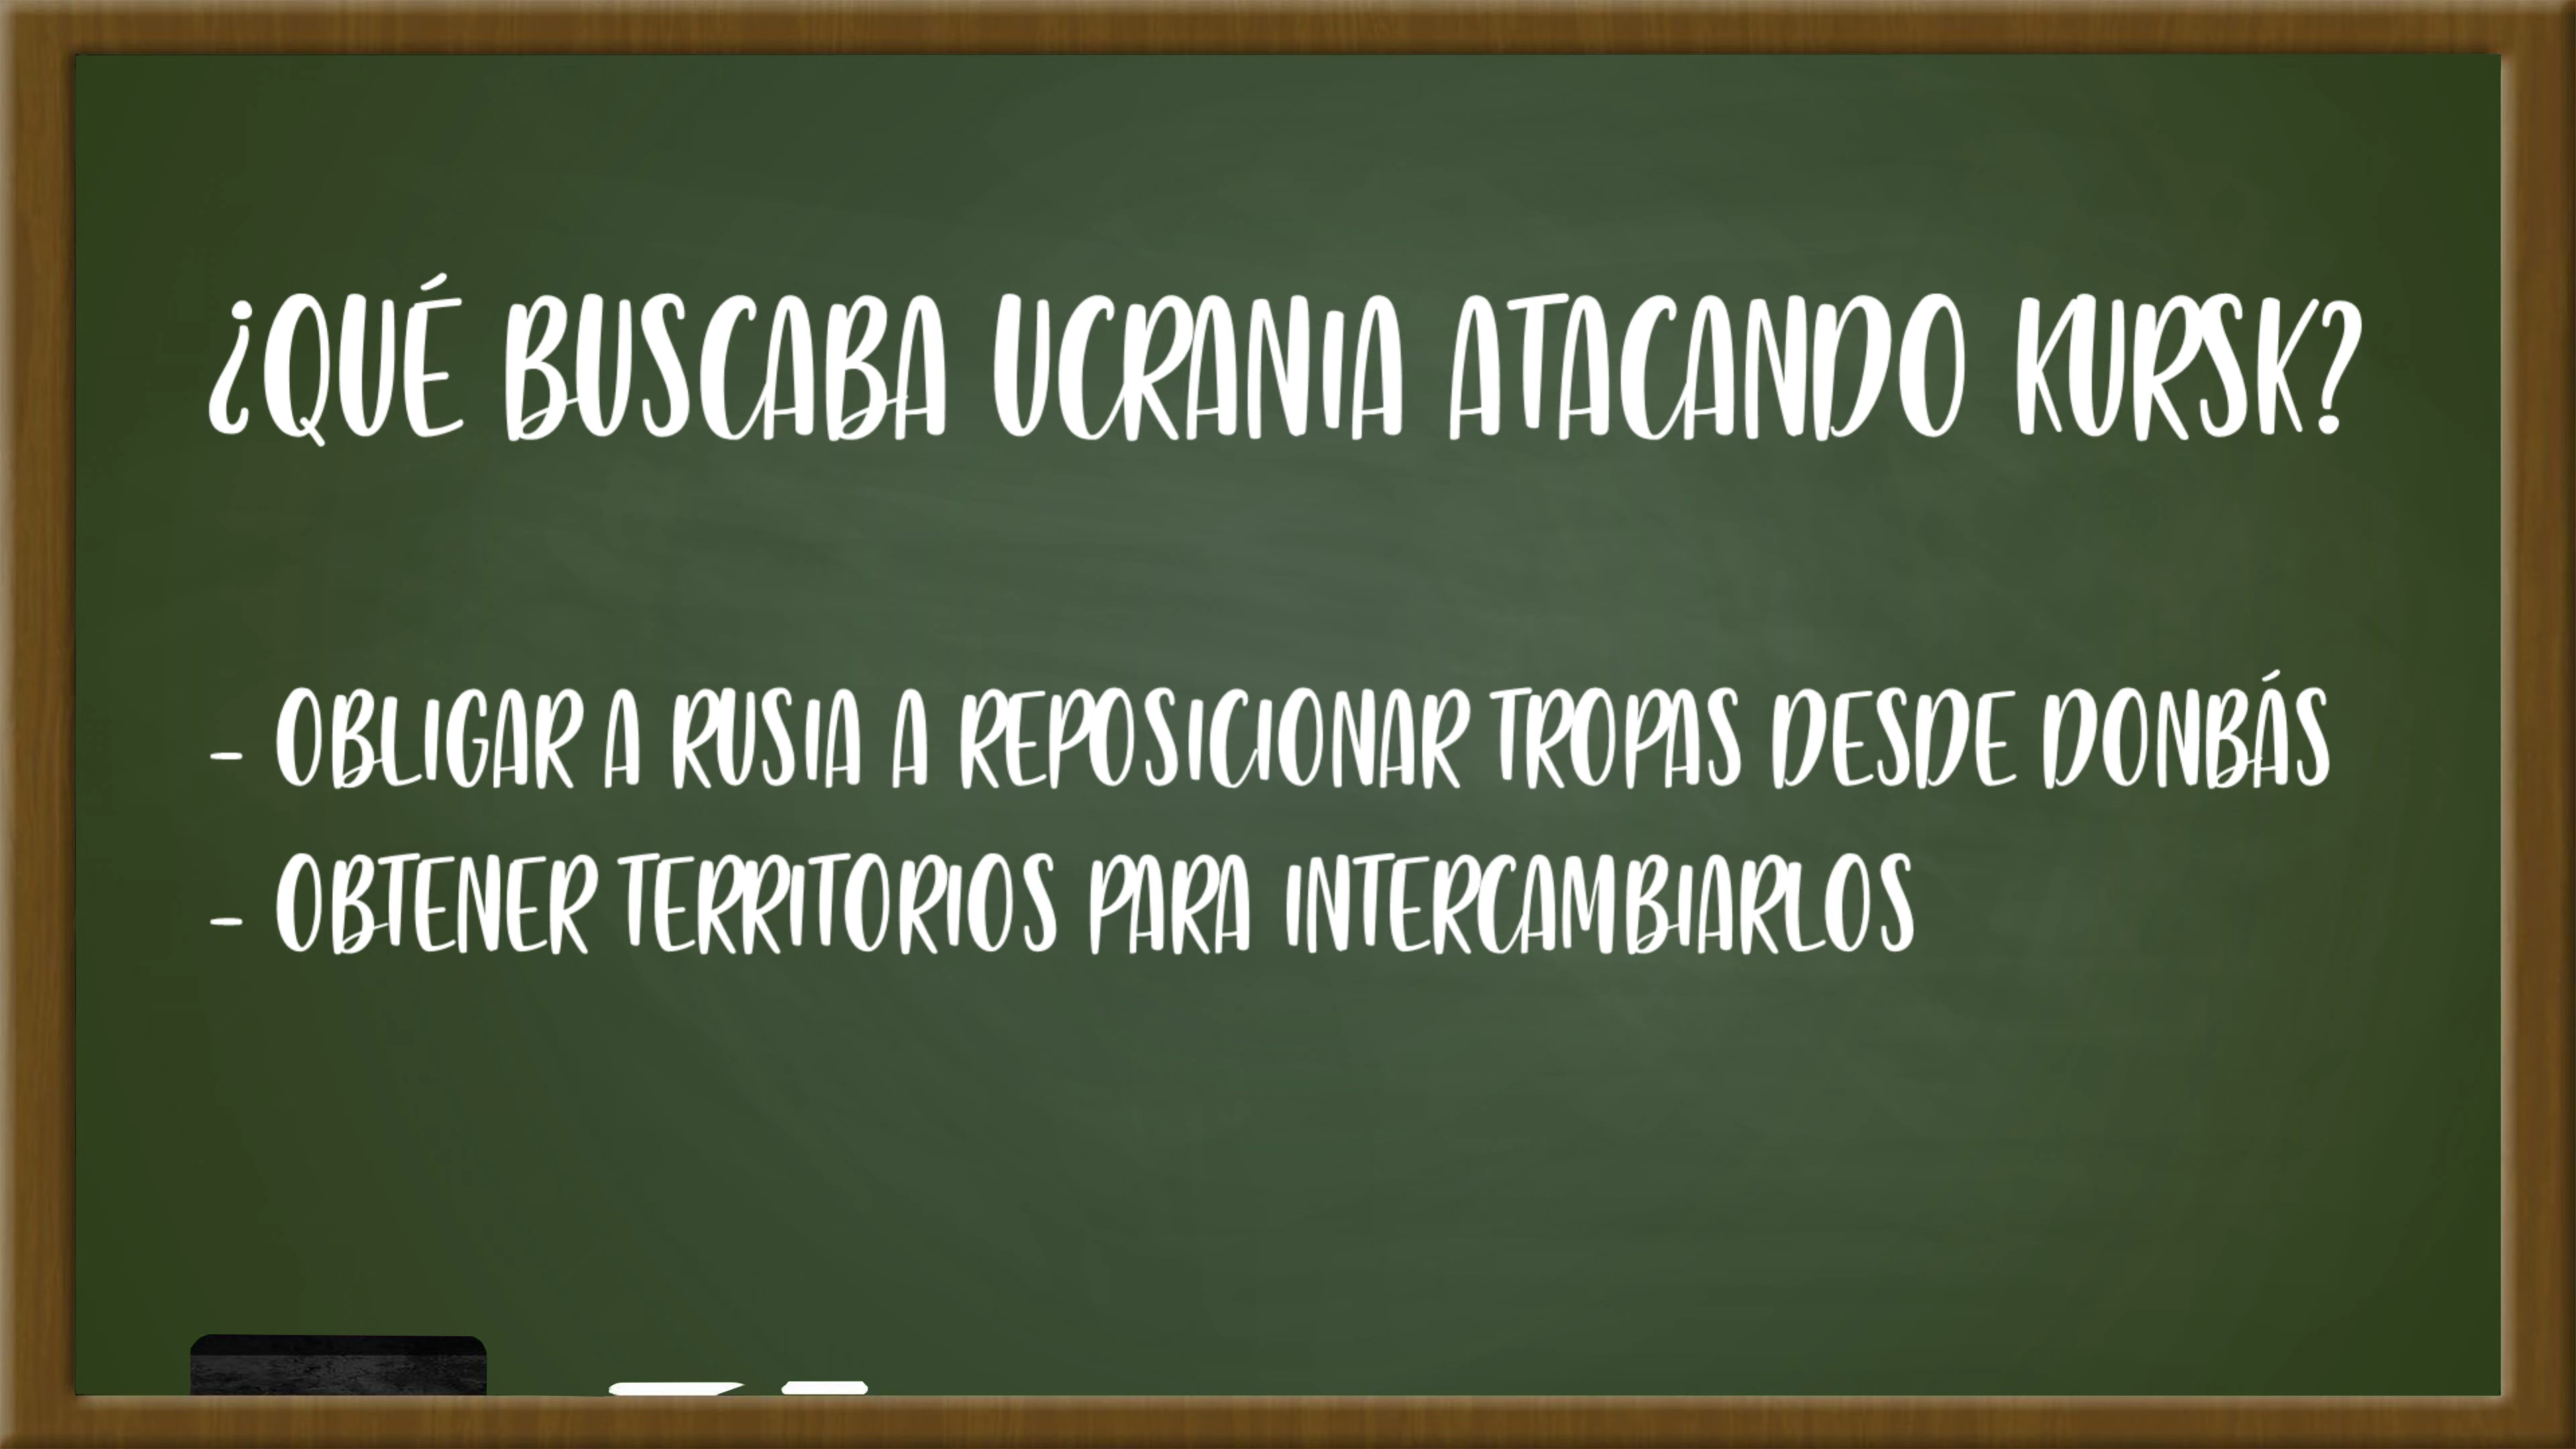 ¿QUÉ BUSCABA UCRANIA ATACANDO KURSK?
- OBLIGAR A RUSIA A REPOSICIONAR TROPAS DESDE DONBÁS
- OBTENER TERRITORIOS PARA INTERCAMBIARLOS